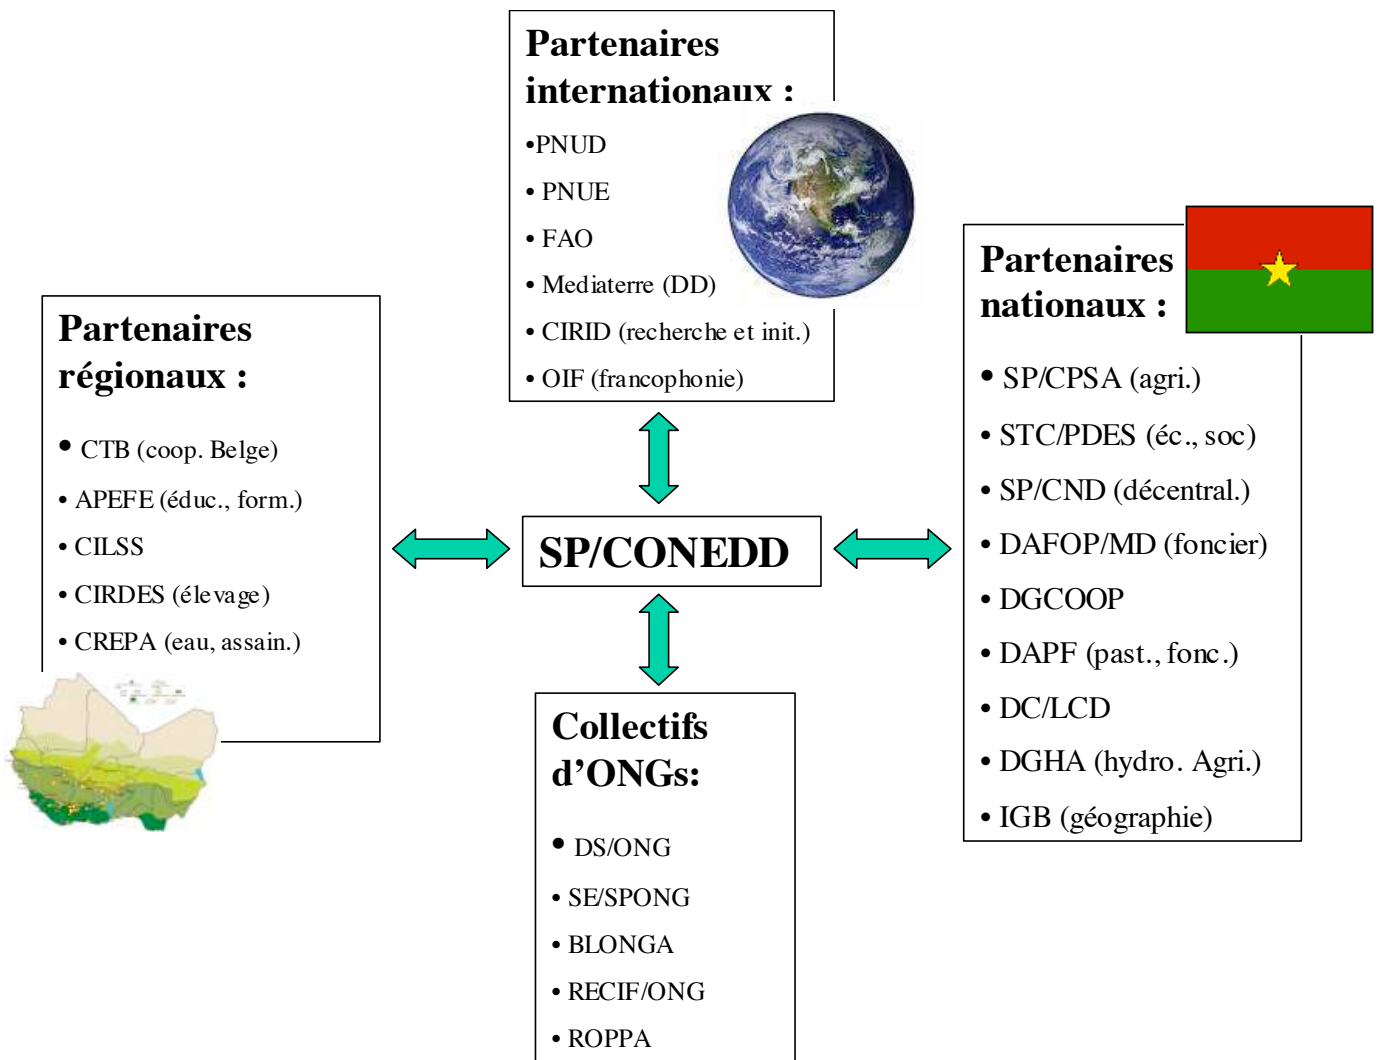 Partenaires
internationaux :
•PNUD
• PNUE
• FAO
• Mediaterre (DD)
• CIRID (recherche et init.)
• OIF (francophonie)
Partenaires
régionaux :
• CTB (coop. Belge)
• APEFE (éduc., form.)
• CILSS
• CIRDES (élevage)
• CREPA (eau, assain.)
SP/CONEDD
Partenaires
nationaux :
• SP/CPSA (agri.)
• STC/PDES (éc., soc)
• SP/CND (décentral.)
• DAFOP/MD (foncier)
• DGCOOP
• DAPF (past., fonc.)
• DC/LCD
• DGHA (hydro. Agri.)
• IGB (géographie)
Collectifs
d’ONGs:
• DS/ONG
• SE/SPONG
• BLONGA
• RECIF/ONG
• ROPPA